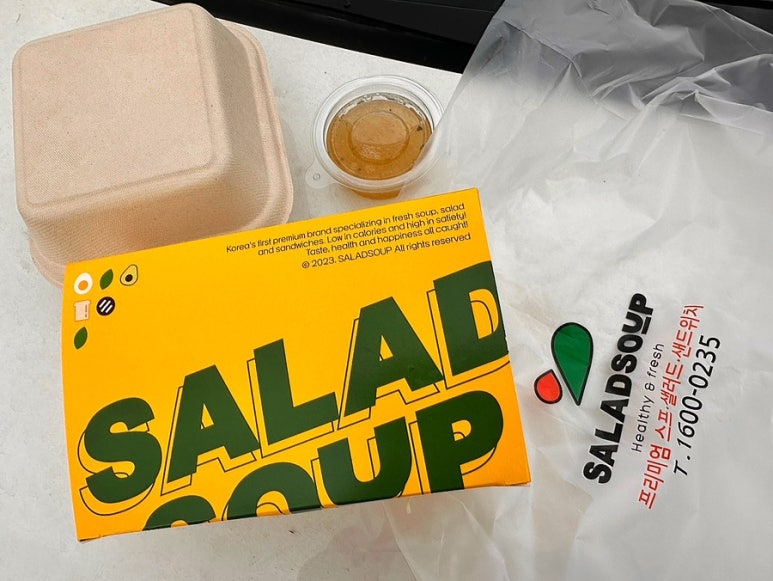 Korea's first premium brand specializing in fresh soup, salad
and sandwiches. Low in calories and high in satiety!
Taste, health and happiness all caugh!!
© 2023. SALADSOUP All rights reserved
SALAD
SOUP
SALADSOUP
Healthy & fresh
프리미엄 스프·샐러드·샌드위치
T. 1600-0235